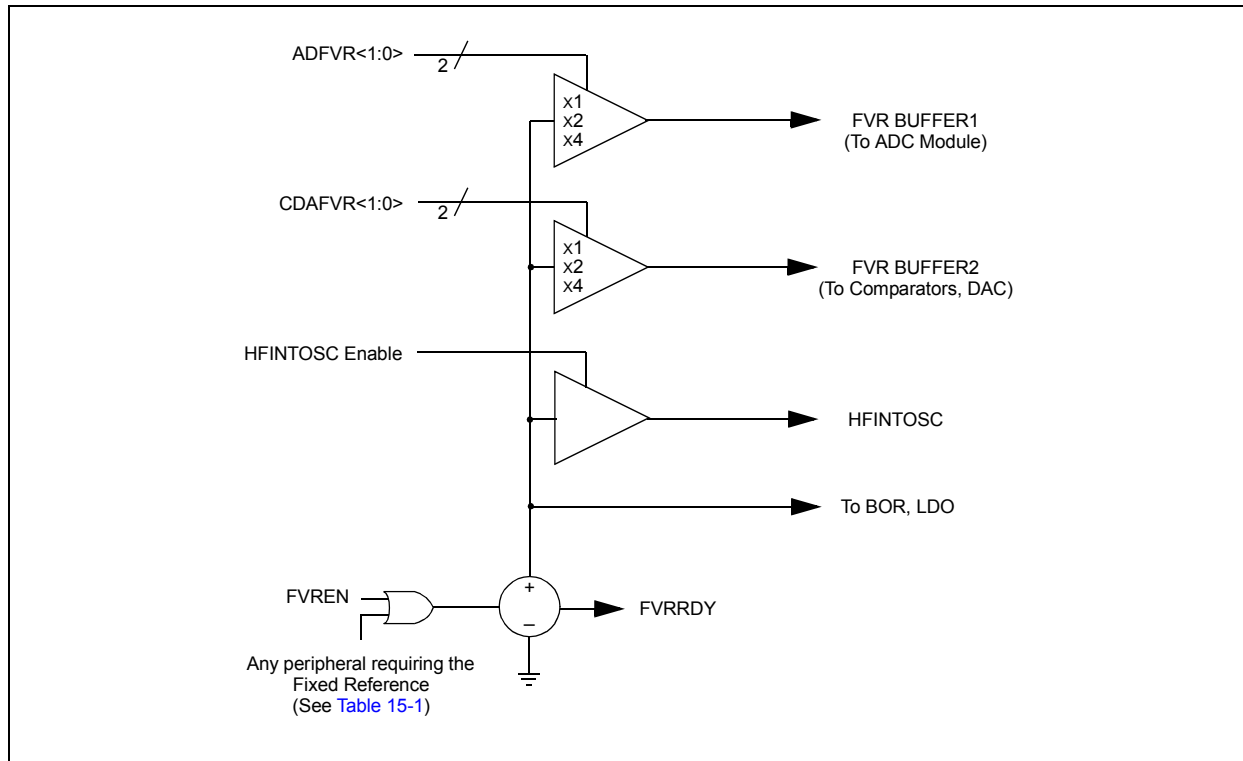 ADFVR<1:0>
2
x1
x2
x4
FVR BUFFER1
(To ADC Module)
CDAFVR<1:0>
2
x1
x2
x4
FVR BUFFER2
(To Comparators, DAC)
HFINTOSC Enable
HFINTOSC
To BOR, LDO
+
FVREN
FVRRDY
_
Any peripheral requiring the
Fixed Reference
(See Table 15-1)